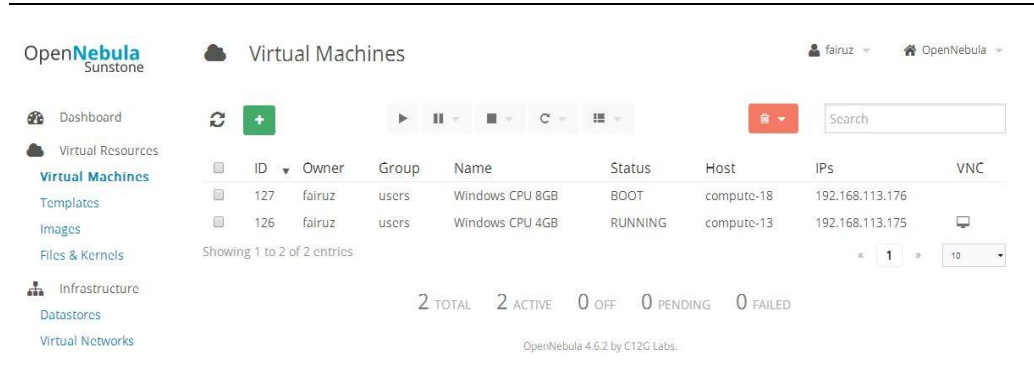 OpenNebula
Sunstone
Virtual Machines
fairuz
OpenNebula
Dashboard
Virtual Resources
Virtual Machines
Templates
Images
Files & Kernels
Infrastructure
Datastores
Virtual Networks
+
Search
ID Owner Group Name Status Host IPs VNC
127 fairuz users Windows CPU 8GB BOOT compute-18 192.168.113.176
126 fairuz users Windows CPU 4GB RUNNING compute-13 192.168.113.175
Showing 1 to 2 of 2 entries
« 1 » 10
2 TOTAL 2 ACTIVE 0 OFF 0 PENDING 0 FAILED
OpenNebula 4.6.2 by C12G Labs.